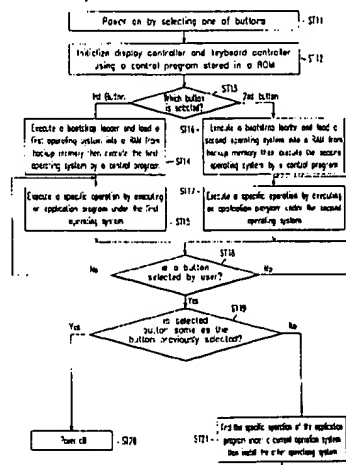 Power on by selecting one of buttons
ST11
Initialize display controller and keyboard controller
using a control program stored in a ROM
ST12
ST13
1st Button
Which button
is selected?
2nd button
Execute a bootstrap loader and load a
first operating system into a RAM from
backup memory then execute the first
operating system by a control program
ST14
ST16
Execute a bootstrap loader and load a
second operating system into a RAM from
backup memory then execute the second
operating system by a control program
Execute a specific operation by executing
an application program under the first
operating system
ST15
ST17
Execute a specific operation by executing
an application program under the second
operating system
ST18
No
is a button
selected by user?
No
Yes
ST19
Yes
is selected
button same as the
button previously selected?
No
Power off
ST20
ST21
the specific operation of the application
program under a current operation system
then the other operating system